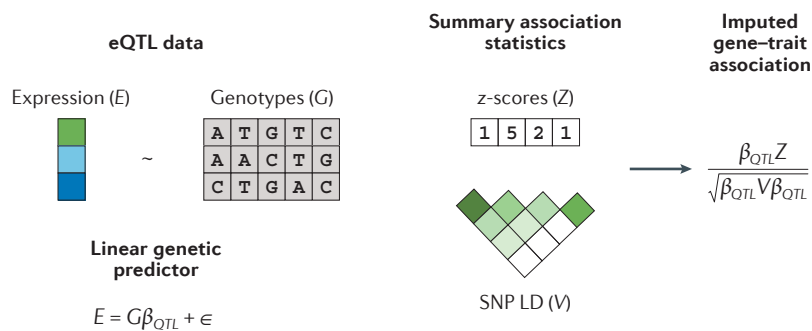 eQTL data
Expression (E)
Genotypes (G)
~
A T G T C
A A C T G
C T G A C
Linear genetic
predictor
E = Gβ_QTL + ϵ
Summary association
statistics
z-scores (Z)
1 5 2 1
SNP LD (V)
Imputed
gene–trait
association
β_QTL Z
√β_QTL Vβ_QTL